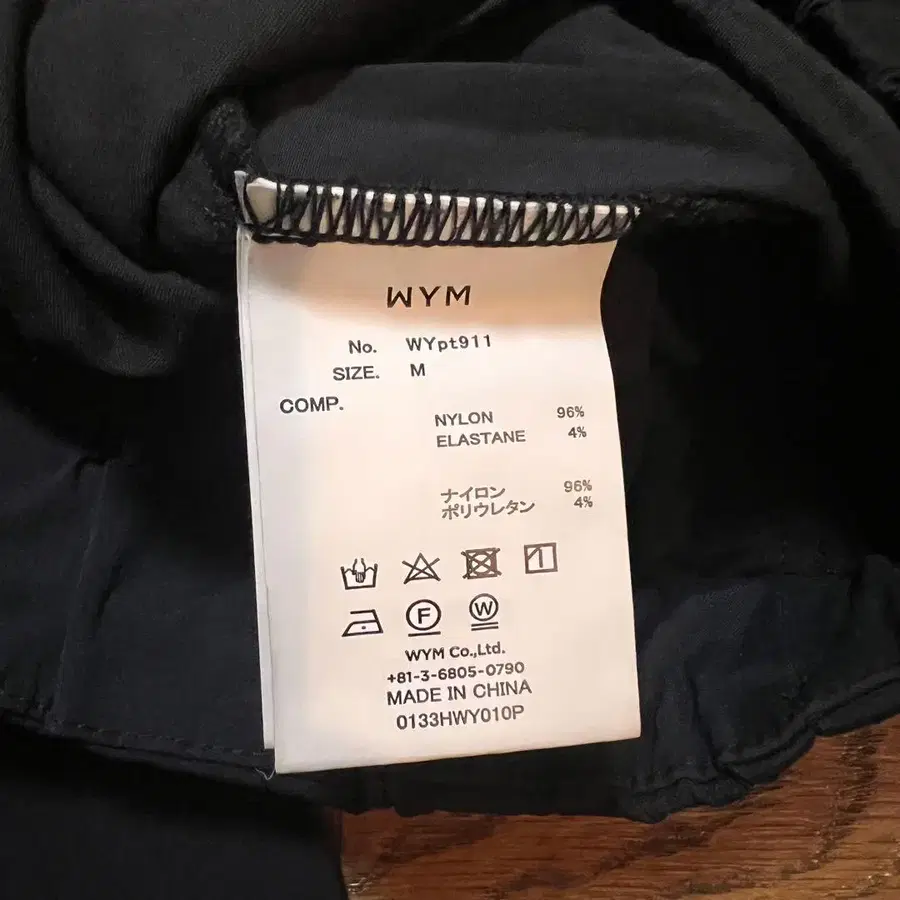 WYM
No. WYpt911
SIZE. M
COMP.
NYLON 96%
ELASTANE 4%
ナイロン 96%
ポリウレタン 4%
F W
WYM Co.,Ltd.
+81-3-6805-0790
MADE IN CHINA
0133HWY010P